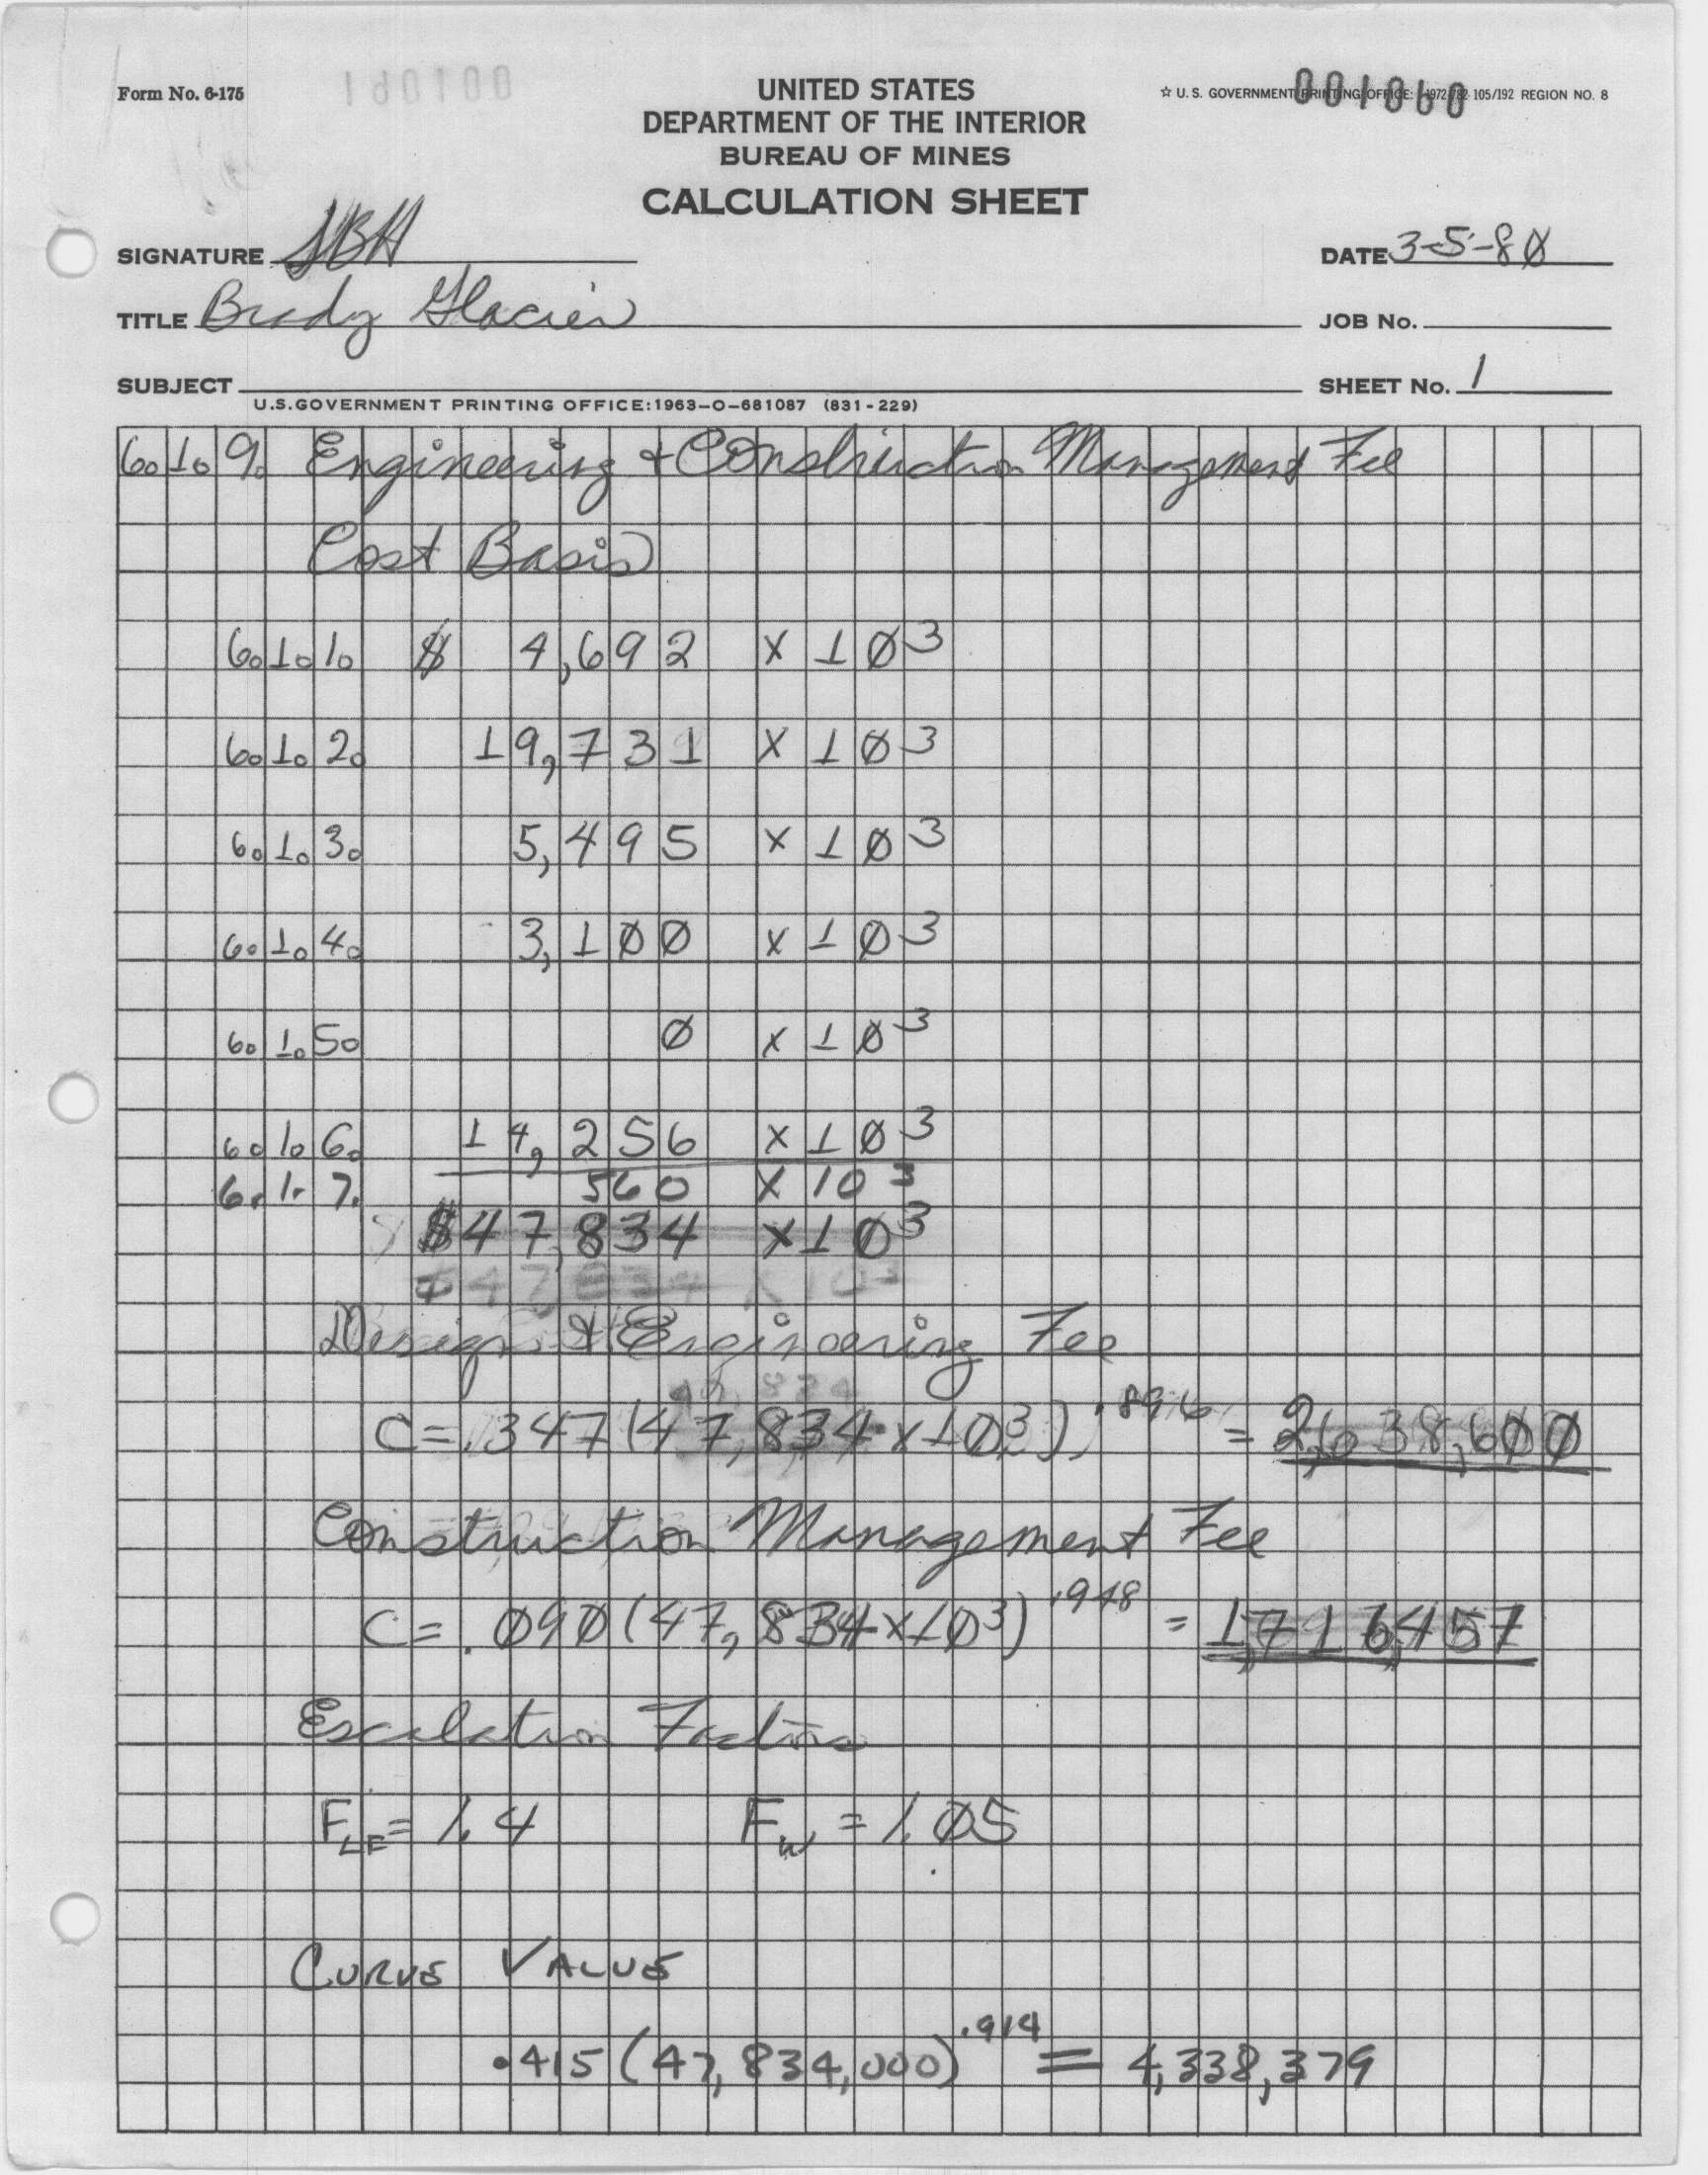 001061
Form No. 6-175
UNITED STATES
DEPARTMENT OF THE INTERIOR
BUREAU OF MINES
CALCULATION SHEET
☆ U. S. GOVERNMENT PRINTING OFFICE: 1972-782-105/192 REGION NO. 8
001060
SIGNATURE
DATE 3-5-80
TITLE Brady Glacier
JOB No.
SUBJECT
SHEET No. 1
U.S.GOVERNMENT PRINTING OFFICE:1963-O-681087 (831-229)
6.1.9. Engineering & Construction Management Fee
Cost Basis
6.1.1. $ 4,692 x 10³
6.1.2. 19,731 x 10³
6.1.3. 5,495 x 10³
6.1.4. 3,100 x 10³
6.1.5. 0 x 10³
6.1.6. 14,256 x 10³
6.1.7. 560 x 10³
$47,834 x 10³
Design & Engineering Fee
C=.347(47,834 x 10³)^.896 = 2,638,600
Construction Management Fee
C=.090(47,834 x 10³)^.948 = 1,716,457
Escalation Factors
F_LE = 1.4 F_W = 1.05
CURVE VALUE
.415 (47,834,000)^.914 = 4,338,379